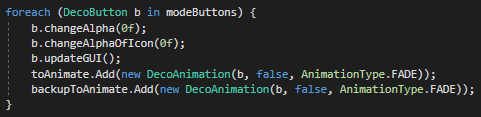 foreach (DecoButton b in modeButtons) {
    b.changeAlpha(0f);
    b.changeAlphaOfIcon(0f);
    b.updateGUI();
    toAnimate.Add(new DecoAnimation(b, false, AnimationType.FADE));
    backupToAnimate.Add(new DecoAnimation(b, false, AnimationType.FADE));
}